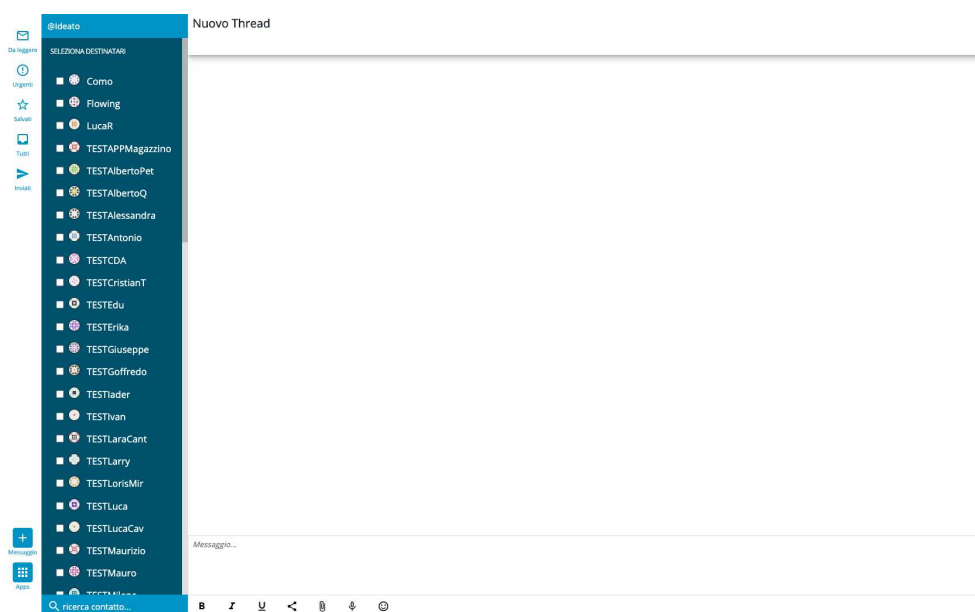 Da leggere
Urgenti
Salvati
Tutti
Inviati
Messaggio
Apps
@Ideato
SELEZIONA DESTINATARI
Como
Flowing
LucaR
TESTAPPMagazzino
TESTAlbertoPet
TESTAlbertoQ
TESTAlessandra
TESTAntonio
TESTCDA
TESTCristianT
TESTEdu
TESTErika
TESTGiuseppe
TESTGoffredo
TESTIader
TESTIvan
TESTLaraCant
TESTLarry
TESTLorisMir
TESTLuca
TESTLucaCav
TESTMaurizio
TESTMauro
ricerca contatto...
Nuovo Thread
Messaggio...
B I U